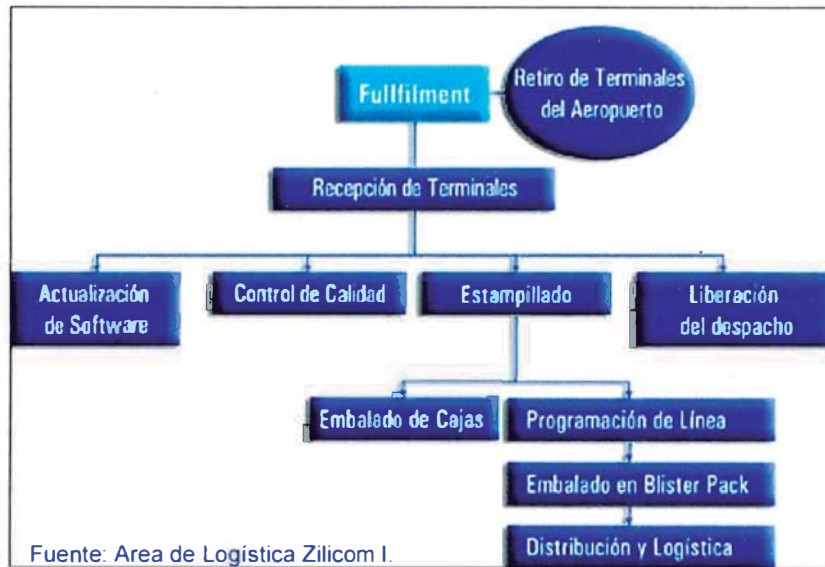 Fullfilment
Retiro de Terminales
del Aeropuerto
Recepción de Terminales
Actualización
de Software
Control de Calidad
Estampillado
Liberación
del despacho
Embalado de Cajas
Programación de Línea
Embalado en Blister Pack
Distribución y Logística
Fuente: Area de Logística Zilicom I.